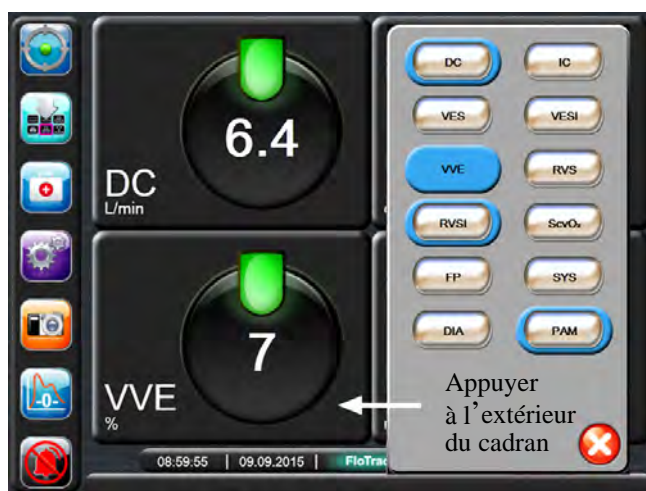 6.4
DC
L/min
7
VVE
%
DC IC
VES VESI
VVE RVS
RVSI ScvO₂
FP SYS
DIA PAM
Appuyer
à l'extérieur
du cadran
-0-
08:59:55 | 09.09.2015 | FloTrac